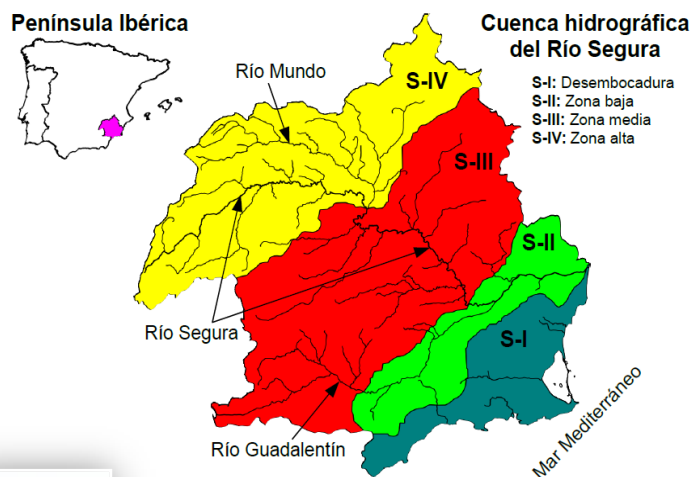 Península Ibérica
Cuenca hidrográfica
del Río Segura
S-I: Desembocadura
S-II: Zona baja
S-III: Zona media
S-IV: Zona alta
Río Mundo
S-IV
S-III
S-II
Río Segura
S-I
Río Guadalentín
Mar Mediterráneo